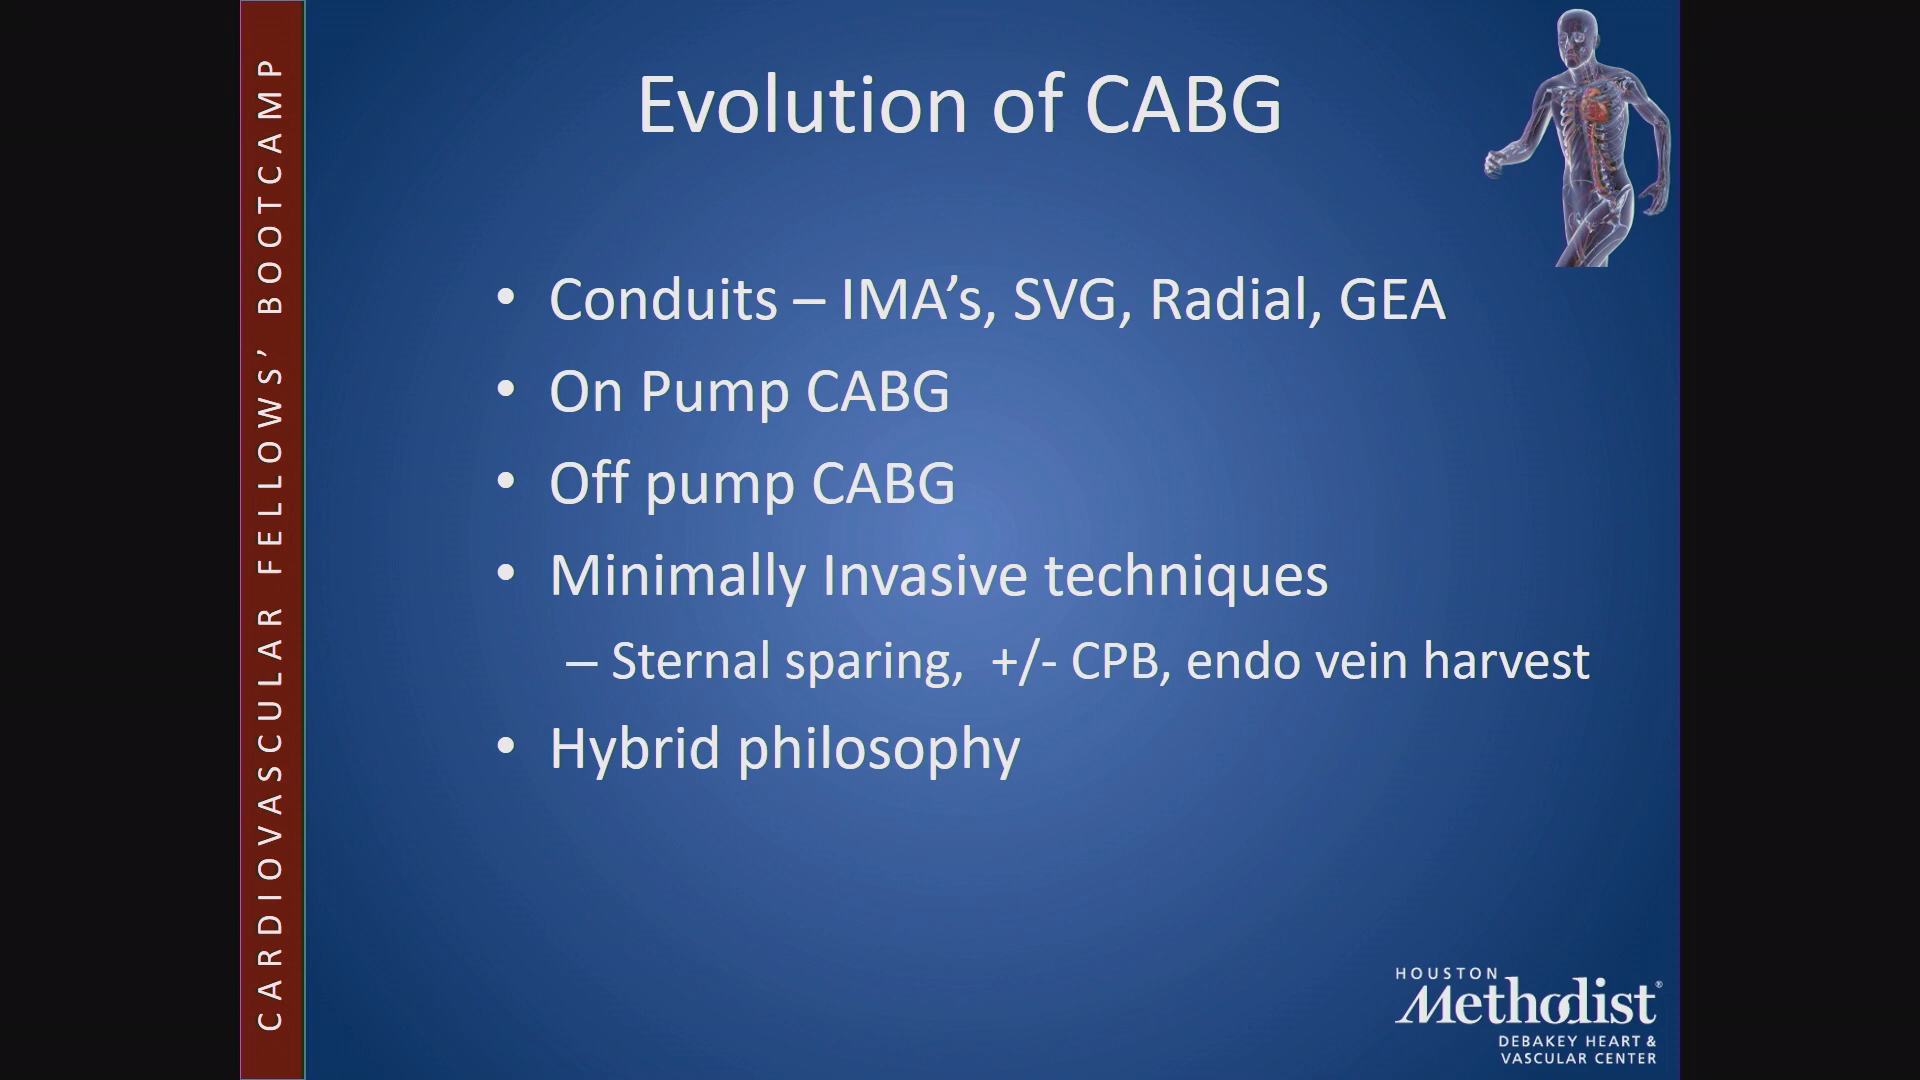 CARDIOVASCULAR FELLOWS’ BOOTCAMP
Evolution of CABG
• Conduits – IMA’s, SVG, Radial, GEA
• On Pump CABG
• Off pump CABG
• Minimally Invasive techniques
– Sternal sparing,  +/- CPB, endo vein harvest
• Hybrid philosophy
HOUSTON
Methodist®
DEBAKEY HEART &
VASCULAR CENTER